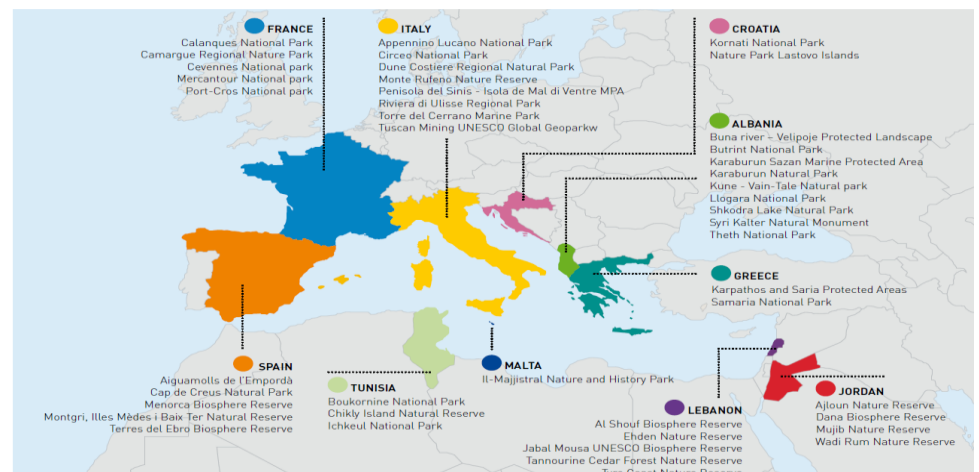 FRANCE
Calanques National Park
Camargue Regional Nature Park
Cevennes National park
Mercantour National park
Port-Cros National park
ITALY
Appennino Lucano National Park
Circeo National Park
Dune Costiere Regional Natural Park
Monte Rufeno Nature Reserve
Penisola del Sinis - Isola de Mal di Ventre MPA
Riviera di Ulisse Regional Park
Torre del Cerrano Marine Park
Tuscan Mining UNESCO Global Geoparkw
CROATIA
Kornati National Park
Nature Park Lastovo Islands
ALBANIA
Buna river – Velipoje Protected Landscape
Butrint National Park
Karaburun Sazan Marine Protected Area
Karaburun Natural Park
Kune - Vain-Tale Natural park
Llogara National Park
Shkodra Lake Natural Park
Syri Kalter Natural Monument
Theth National Park
GREECE
Karpathos and Saria Protected Areas
Samaria National Park
SPAIN
Aiguamolls de l'Empordà
Cap de Creus Natural Park
Menorca Biosphere Reserve
Montgri, Illes Mèdes i Baix Ter Natural Reserve
Terres del Ebro Biosphere Reserve
TUNISIA
Boukornine National Park
Chikly Island Natural Reserve
Ichkeul National Park
MALTA
Il-Majjistral Nature and History Park
LEBANON
Al Shouf Biosphere Reserve
Ehden Nature Reserve
Jabal Mousa UNESCO Biosphere Reserve
Tannourine Cedar Forest Nature Reserve
Tyre Coast Nature Reserve
JORDAN
Ajloun Nature Reserve
Dana Biosphere Reserve
Mujib Nature Reserve
Wadi Rum Nature Reserve